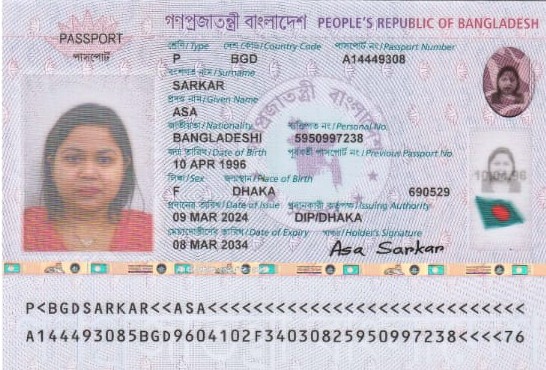 গণপ্রজাতন্ত্রী বাংলাদেশ PEOPLE'S REPUBLIC OF BANGLADESH
PASSPORT
পাসপোর্ট
শ্রেণী/Type দেশ কোড/Country Code পাসপোর্ট নং/Passport Number
P BGD A14449308
বংশগত নাম/Surname
SARKAR
প্রদত্ত নাম/Given Name
ASA
জাতীয়তা/Nationality ব্যক্তিগত নং/Personal No.
BANGLADESHI 5950997238
জন্ম তারিখ/Date of Birth পূর্ববর্তী পাসপোর্ট নং/Previous Passport No.
10 APR 1996
লিঙ্গ/Sex জন্মস্থান/Place of Birth
F DHAKA 690529
প্রদানের তারিখ/Date of Issue প্রদানকারী কর্তৃপক্ষ/Issuing Authority
09 MAR 2024 DIP/DHAKA
মেয়াদোত্তীর্ণের তারিখ/Date of Expiry স্বাক্ষর/Holder's Signature
08 MAR 2034 Asa Sarkar
P<BGDSARKAR<<ASA<<<<<<<<<<<<<<<<<<<<<<<<<<<<
A144493085BGD9604102F34030825950997238<<<<76